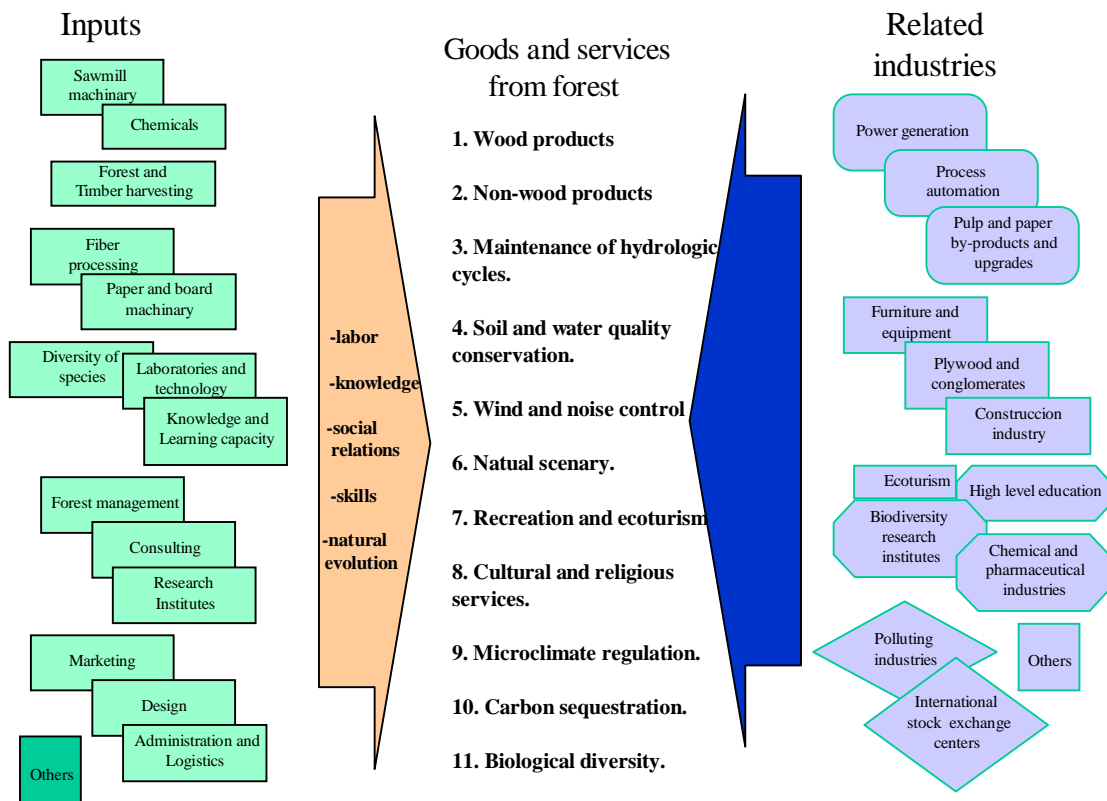 Inputs
Sawmill
machinary
Chemicals
Forest and
Timber harvesting
Fiber
processing
Paper and board
machinary
Diversity of
species
Laboratories and
technology
Knowledge and
Learning capacity
Forest management
Consulting
Research
Institutes
Marketing
Design
Administration and
Logistics
Others
-labor
-knowledge
-social
relations
-skills
-natural
evolution
Goods and services
from forest
1. Wood products
2. Non-wood products
3. Maintenance of hydrologic
cycles.
4. Soil and water quality
conservation.
5. Wind and noise control
6. Natual scenary.
7. Recreation and ecoturism
8. Cultural and religious
services.
9. Microclimate regulation.
10. Carbon sequestration.
11. Biological diversity.
Related
industries
Power generation
Process
automation
Pulp and paper
by-products and
upgrades
Furniture and
equipment
Plywood and
conglomerates
Construccion
industry
Ecoturism
High level education
Biodiversity
research
institutes
Chemical and
pharmaceutical
industries
Polluting
industries
Others
International
stock exchange
centers